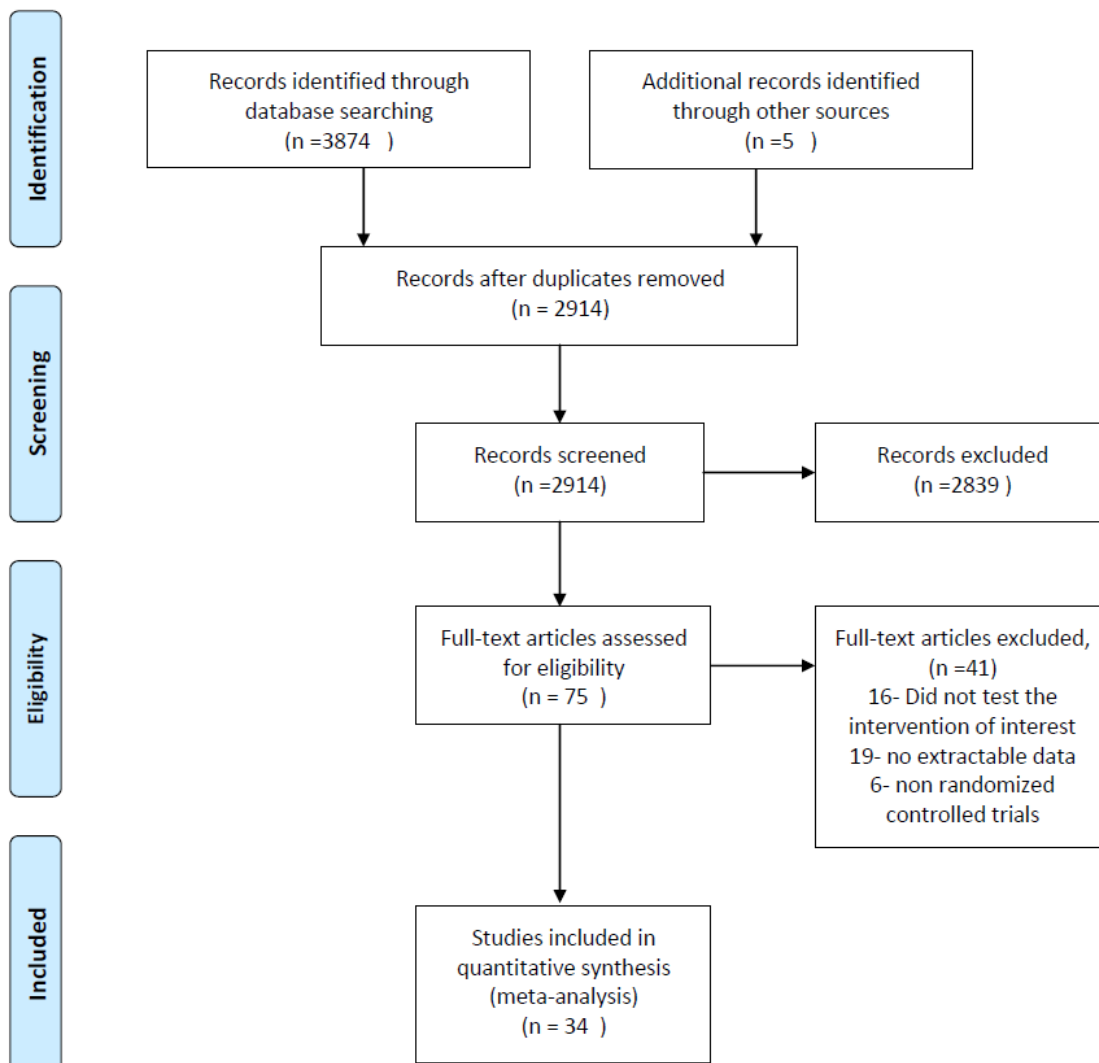 Identification
Records identified through
database searching
(n =3874   )
Additional records identified
through other sources
(n =5   )
Records after duplicates removed
(n = 2914)
Screening
Records screened
(n =2914)
Records excluded
(n =2839 )
Eligibility
Full-text articles assessed
for eligibility
(n = 75   )
Full-text articles excluded,
(n =41)
16- Did not test the
intervention of interest
19- no extractable data
6- non randomized
controlled trials
Included
Studies included in
quantitative synthesis
(meta-analysis)
(n = 34   )